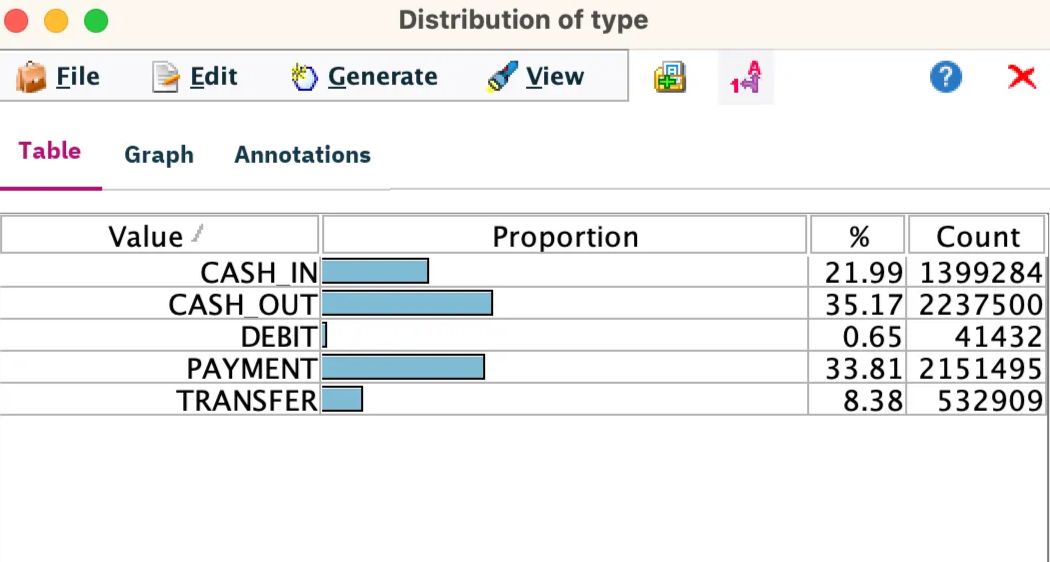 Distribution of type
File Edit Generate View
Table Graph Annotations
Value Proportion % Count
CASH_IN 21.99 1399284
CASH_OUT 35.17 2237500
DEBIT 0.65 41432
PAYMENT 33.81 2151495
TRANSFER 8.38 532909